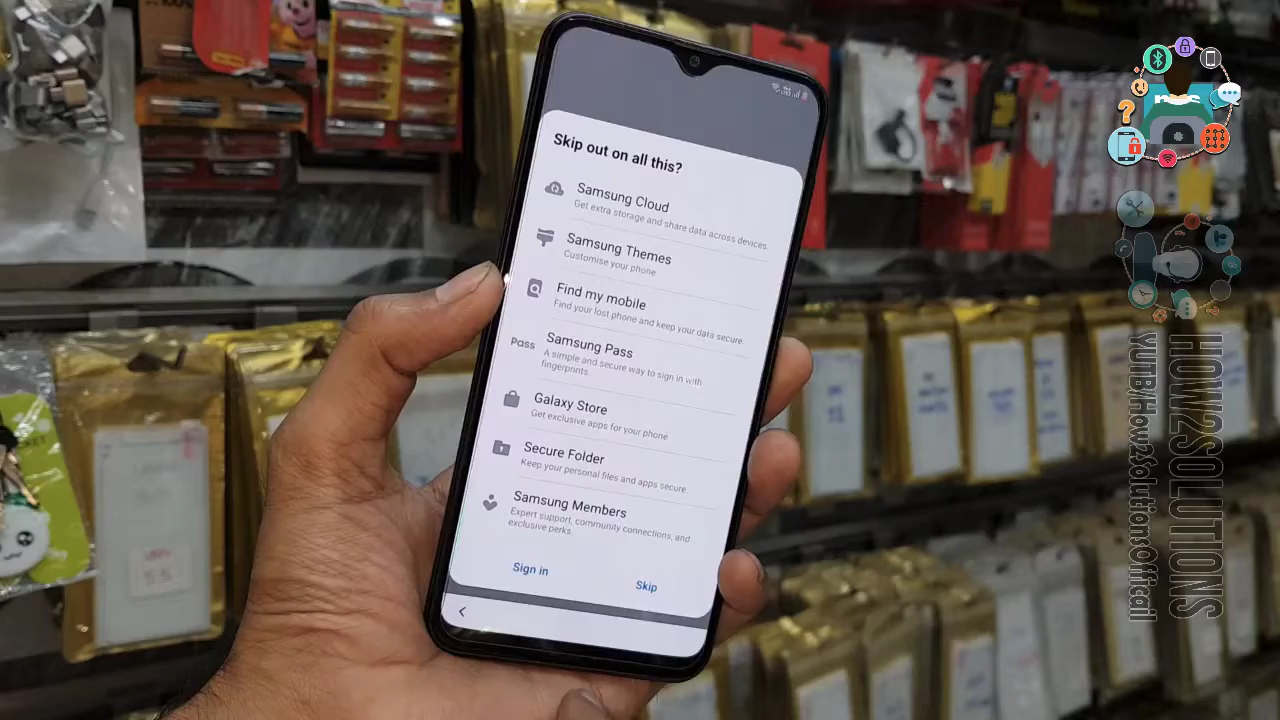 Skip out on all this?
Samsung Cloud
Get extra storage and share data across devices.
Samsung Themes
Customise your phone
Find my mobile
Find your lost phone and keep your data secure.
Pass
Samsung Pass
A simple and secure way to sign in with
fingerprints.
Galaxy Store
Get exclusive apps for your phone
Secure Folder
Keep your personal files and apps secure.
Samsung Members
Expert support, community connections, and
exclusive perks
Sign in
Skip
HOW2SOLUTIONS
YUTB/How2SolutionsOffical